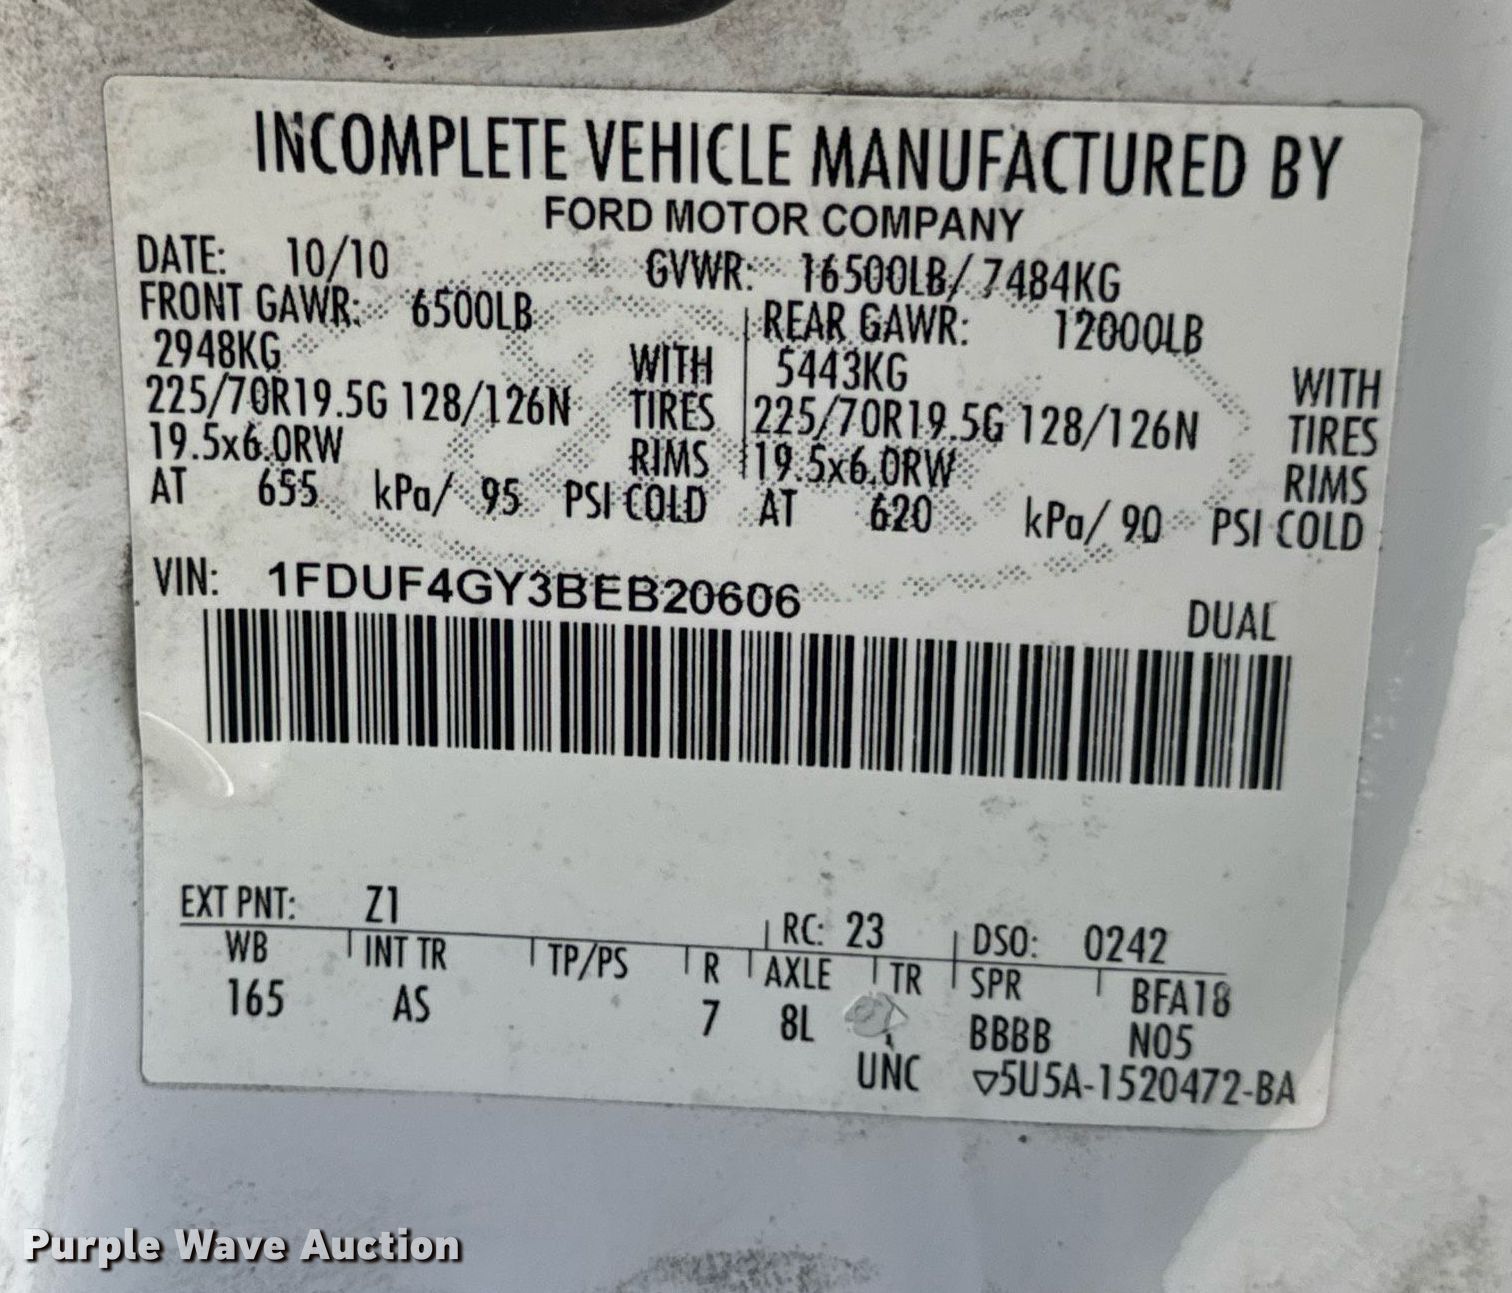 INCOMPLETE VEHICLE MANUFACTURED BY
FORD MOTOR COMPANY
DATE: 10/10 GVWR: 16500LB/ 7484KG
FRONT GAWR: 6500LB REAR GAWR: 12000LB
2948KG WITH 5443KG WITH
225/70R19.5G 128/126N TIRES 225/70R19.5G 128/126N TIRES
19.5x6.0RW RIMS 19.5x6.0RW RIMS
AT 655 kPa/ 95 PSI COLD AT 620 kPa/ 90 PSI COLD
VIN: 1FDUF4GY3BEB20606
DUAL
EXT PNT: Z1 RC: 23 DSO: 0242
WB INT TR TP/PS R AXLE TR SPR BFA18
165 AS 7 8L BBBB N05
UNC ▽5U5A-1520472-BA
Purple Wave Auction